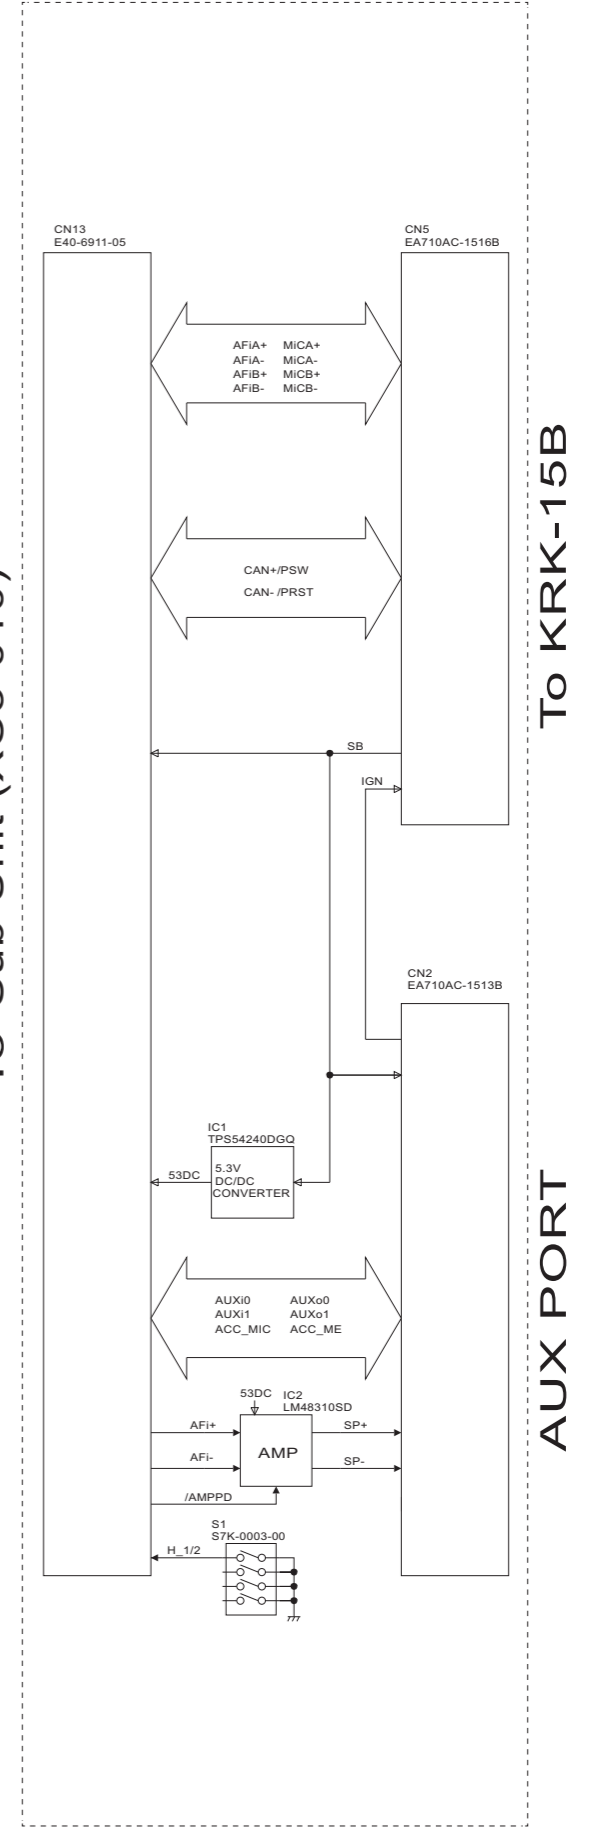 CN13
E40-6911-05
CN5
EA710AC-1516B
AFiA+ MiCA+
AFiA- MiCA-
AFiB+ MiCB+
AFiB- MiCB-
To KRK-15B
CAN+/PSW
CAN- /PRST
SB
IGN
CN2
EA710AC-1513B
IC1
TPS54240DGQ
53DC
5.3V
DC/DC
CONVERTER
AUX PORT
AUXi0 AUXo0
AUXi1 AUXo1
ACC_MIC ACC_ME
53DC
IC2
LM48310SD
AFi+
SP+
AMP
AFi-
SP-
/AMPPD
S1
S7K-0003-00
H_1/2